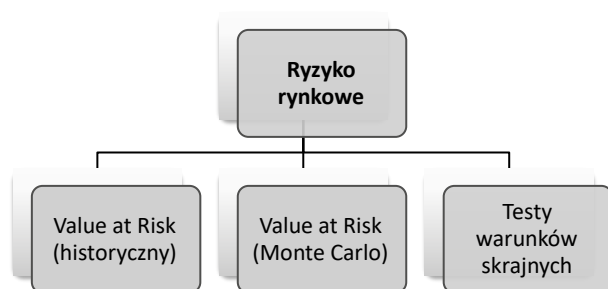 Ryzyko
rynkowe
Value at Risk
(historyczny)
Value at Risk
(Monte Carlo)
Testy
warunków
skrajnych